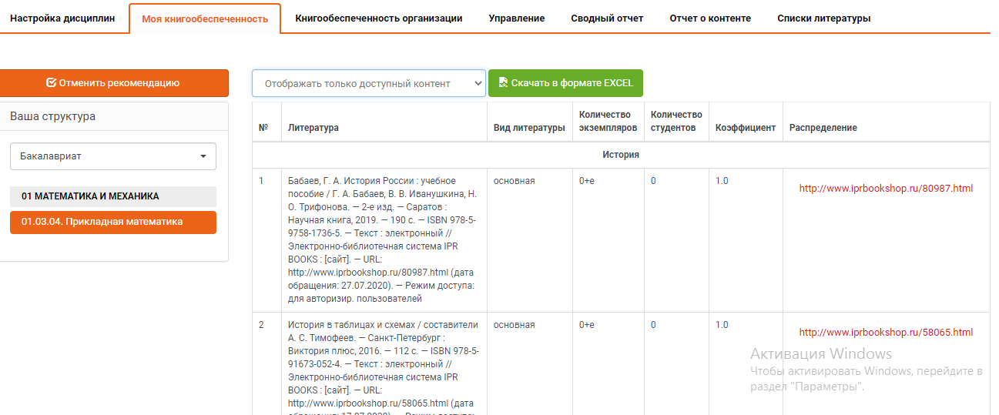 Настройка дисциплин
Моя книгообеспеченность
Книгообеспеченность организации
Управление
Сводный отчет
Отчет о контенте
Списки литературы
Отменить рекомендацию
Ваша структура
Бакалавриат
01 МАТЕМАТИКА И МЕХАНИКА
01.03.04. Прикладная математика
Отображать только доступный контент
Скачать в формате EXCEL
№
Литература
Вид литературы
Количество
экземпляров
Количество
студентов
Коэффициент
Распределение
История
1
Бабаев, Г. А. История России : учебное
пособие / Г. А. Бабаев, В. В. Иванушкина, Н.
О. Трифонова. — 2-е изд. — Саратов :
Научная книга, 2019. — 190 с. — ISBN 978-5-
9758-1736-5. — Текст : электронный //
Электронно-библиотечная система IPR
BOOKS : [сайт]. — URL:
http://www.iprbookshop.ru/80987.html (дата
обращения: 27.07.2020). — Режим доступа:
для авторизир. пользователей
основная
0+e
0
1.0
http://www.iprbookshop.ru/80987.html
2
История в таблицах и схемах / составители
А. С. Тимофеев. — Санкт-Петербург :
Виктория плюс, 2016. — 112 с. — ISBN 978-5-
91673-052-4. — Текст : электронный //
Электронно-библиотечная система IPR
BOOKS : [сайт]. — URL:
http://www.iprbookshop.ru/58065.html (дата
обращения: 17.07.2020). — Режим доступа:
основная
0+e
0
1.0
http://www.iprbookshop.ru/58065.html
Активация Windows
Чтобы активировать Windows, перейдите в
раздел "Параметры".